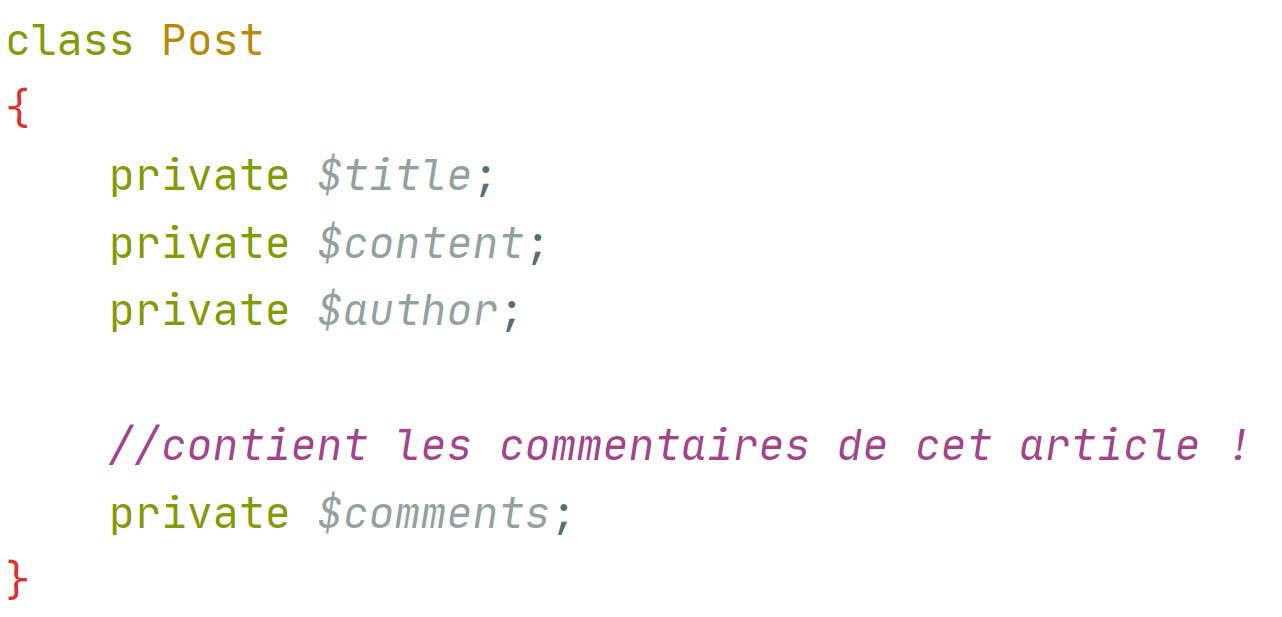 class Post
{
    private $title;
    private $content;
    private $author;
    //contient les commentaires de cet article !
    private $comments;
}